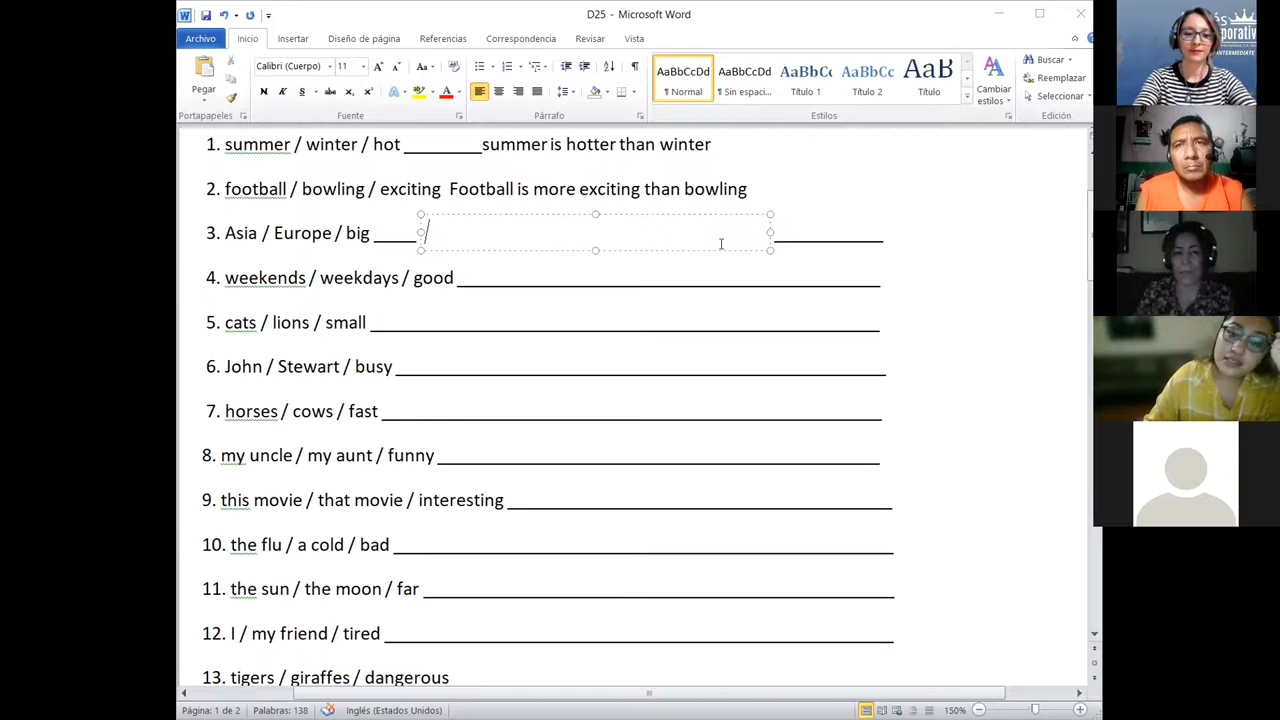 D25 - Microsoft Word
Archivo Inicio Insertar Diseño de página Referencias Correspondencia Revisar Vista
Pegar
Calibri (Cuerpo) 11
AaBbCcDd AaBbCcDd AaBbCc AaBbCc AaB
¶ Normal ¶ Sin espaci... Título 1 Título 2 Título
Cambiar estilos
Buscar
Reemplazar
Seleccionar
Portapapeles Fuente Párrafo Estilos Edición
1. summer / winter / hot _________summer is hotter than winter
2. football / bowling / exciting Football is more exciting than bowling
3. Asia / Europe / big
4. weekends / weekdays / good
5. cats / lions / small
6. John / Stewart / busy
7. horses / cows / fast
8. my uncle / my aunt / funny
9. this movie / that movie / interesting
10. the flu / a cold / bad
11. the sun / the moon / far
12. I / my friend / tired
13. tigers / giraffes / dangerous
Página: 1 de 2 Palabras: 138 Inglés (Estados Unidos) 150%
INTERMEDIATE